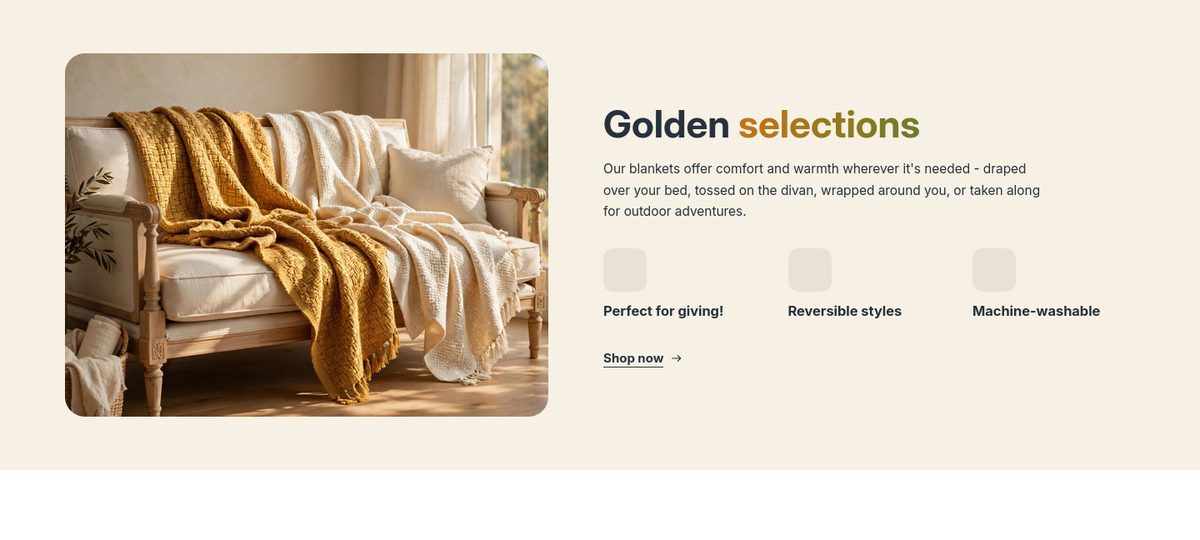 Golden selections
Our blankets offer comfort and warmth wherever it's needed - draped
over your bed, tossed on the divan, wrapped around you, or taken along
for outdoor adventures.
Perfect for giving!
Reversible styles
Machine-washable
Shop now →